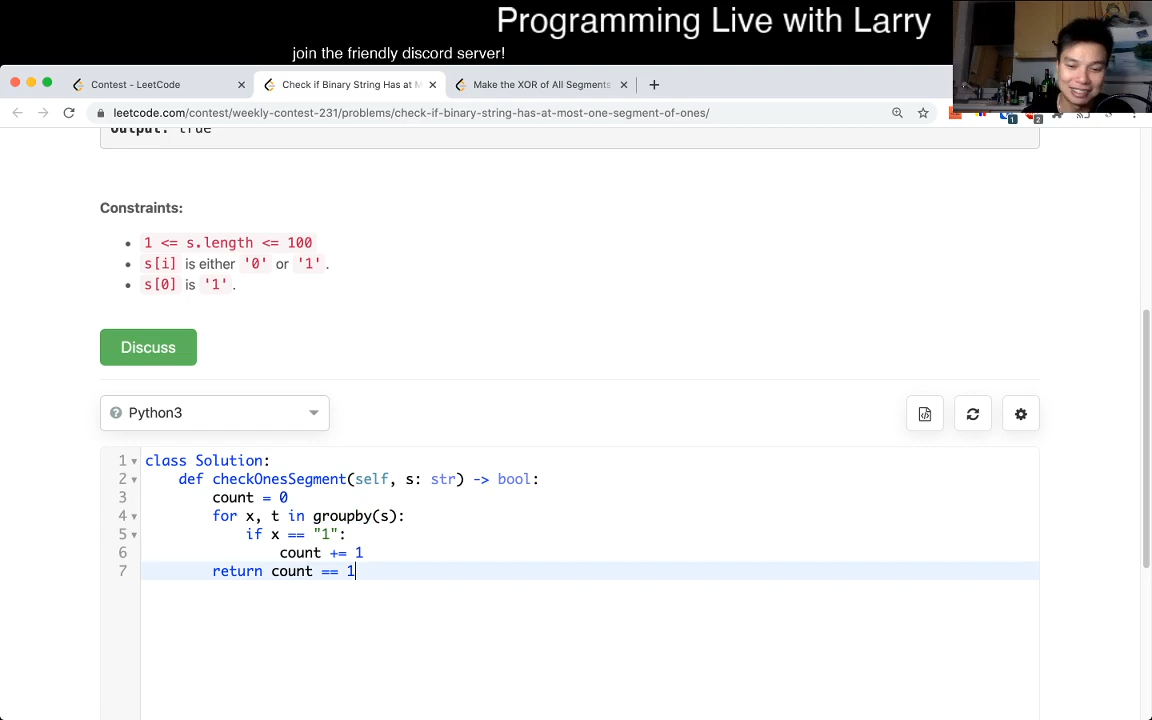 Programming Live with Larry
join the friendly discord server!
Contest - LeetCode
Check if Binary String Has at M
Make the XOR of All Segments
leetcode.com/contest/weekly-contest-231/problems/check-if-binary-string-has-at-most-one-segment-of-ones/
1
2
Output: true
Constraints:
1 <= s.length <= 100
s[i] is either '0' or '1'.
s[0] is '1'.
Discuss
Python3
1 class Solution:
2 def checkOnesSegment(self, s: str) -> bool:
3 count = 0
4 for x, t in groupby(s):
5 if x == "1":
6 count += 1
7 return count == 1